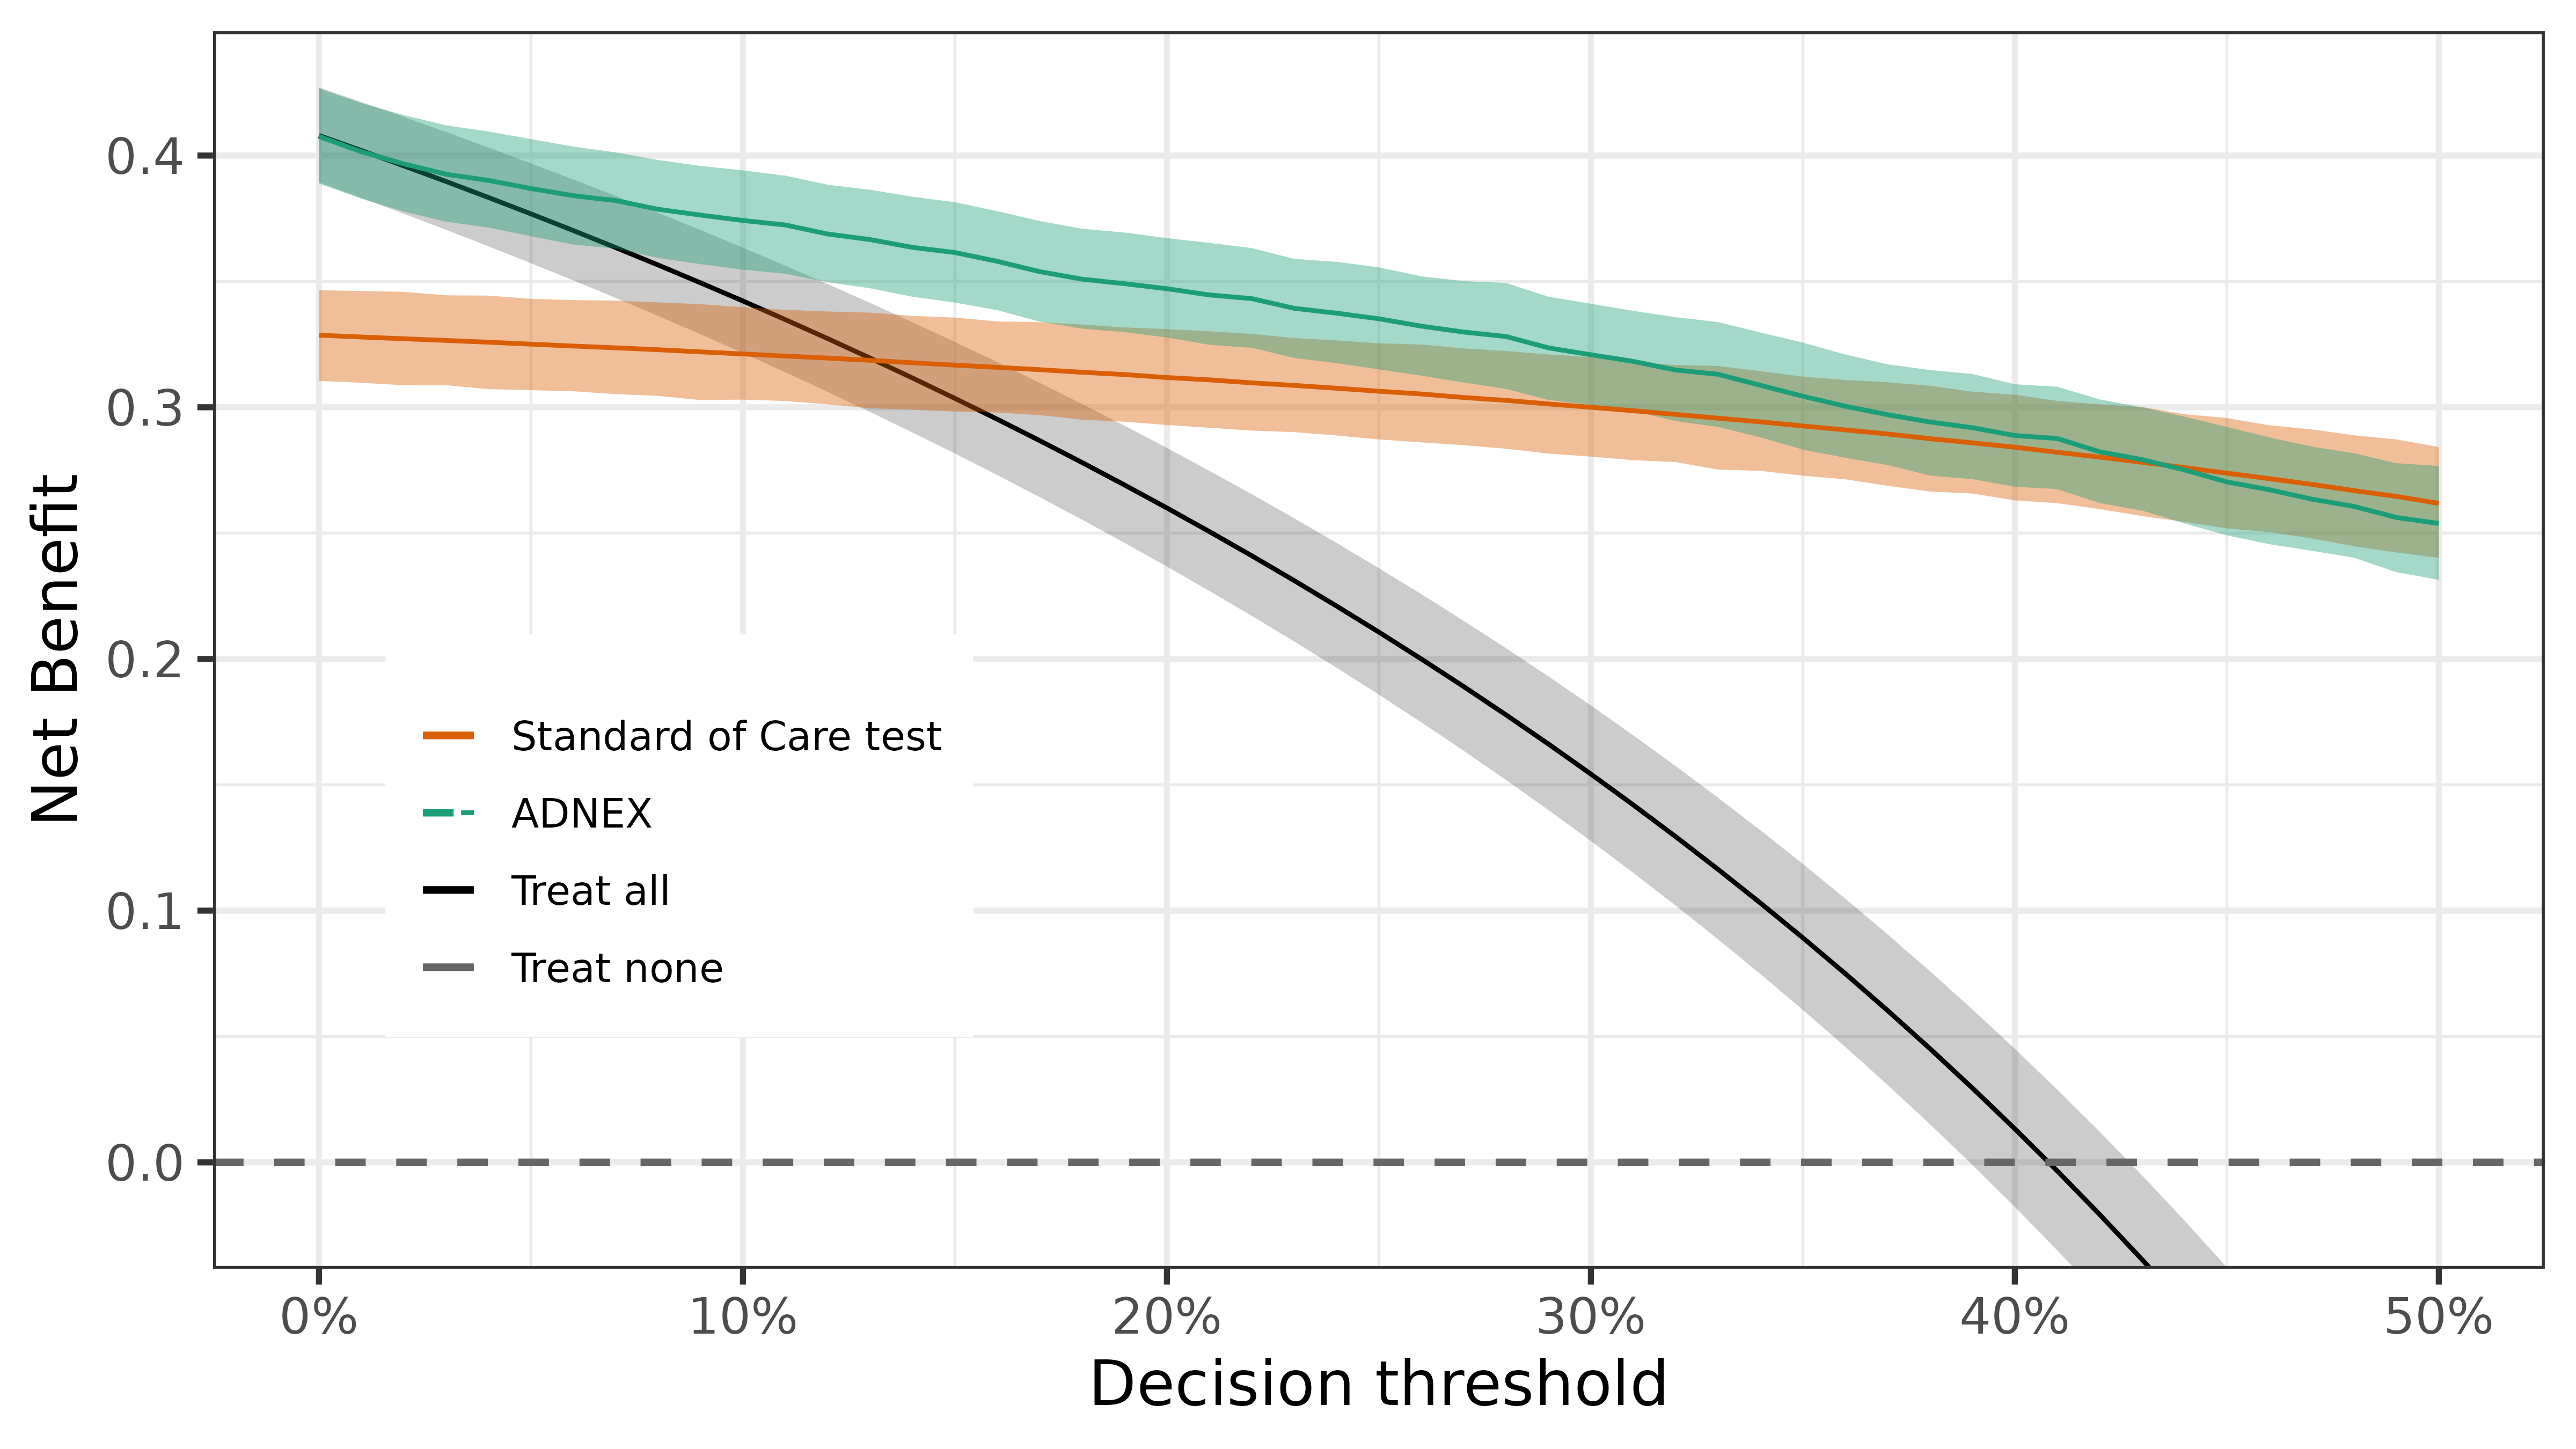 Net Benefit
0.4
0.3
0.2
0.1
0.0
Standard of Care test
ADNEX
Treat all
Treat none
0% 10% 20% 30% 40% 50%
Decision threshold